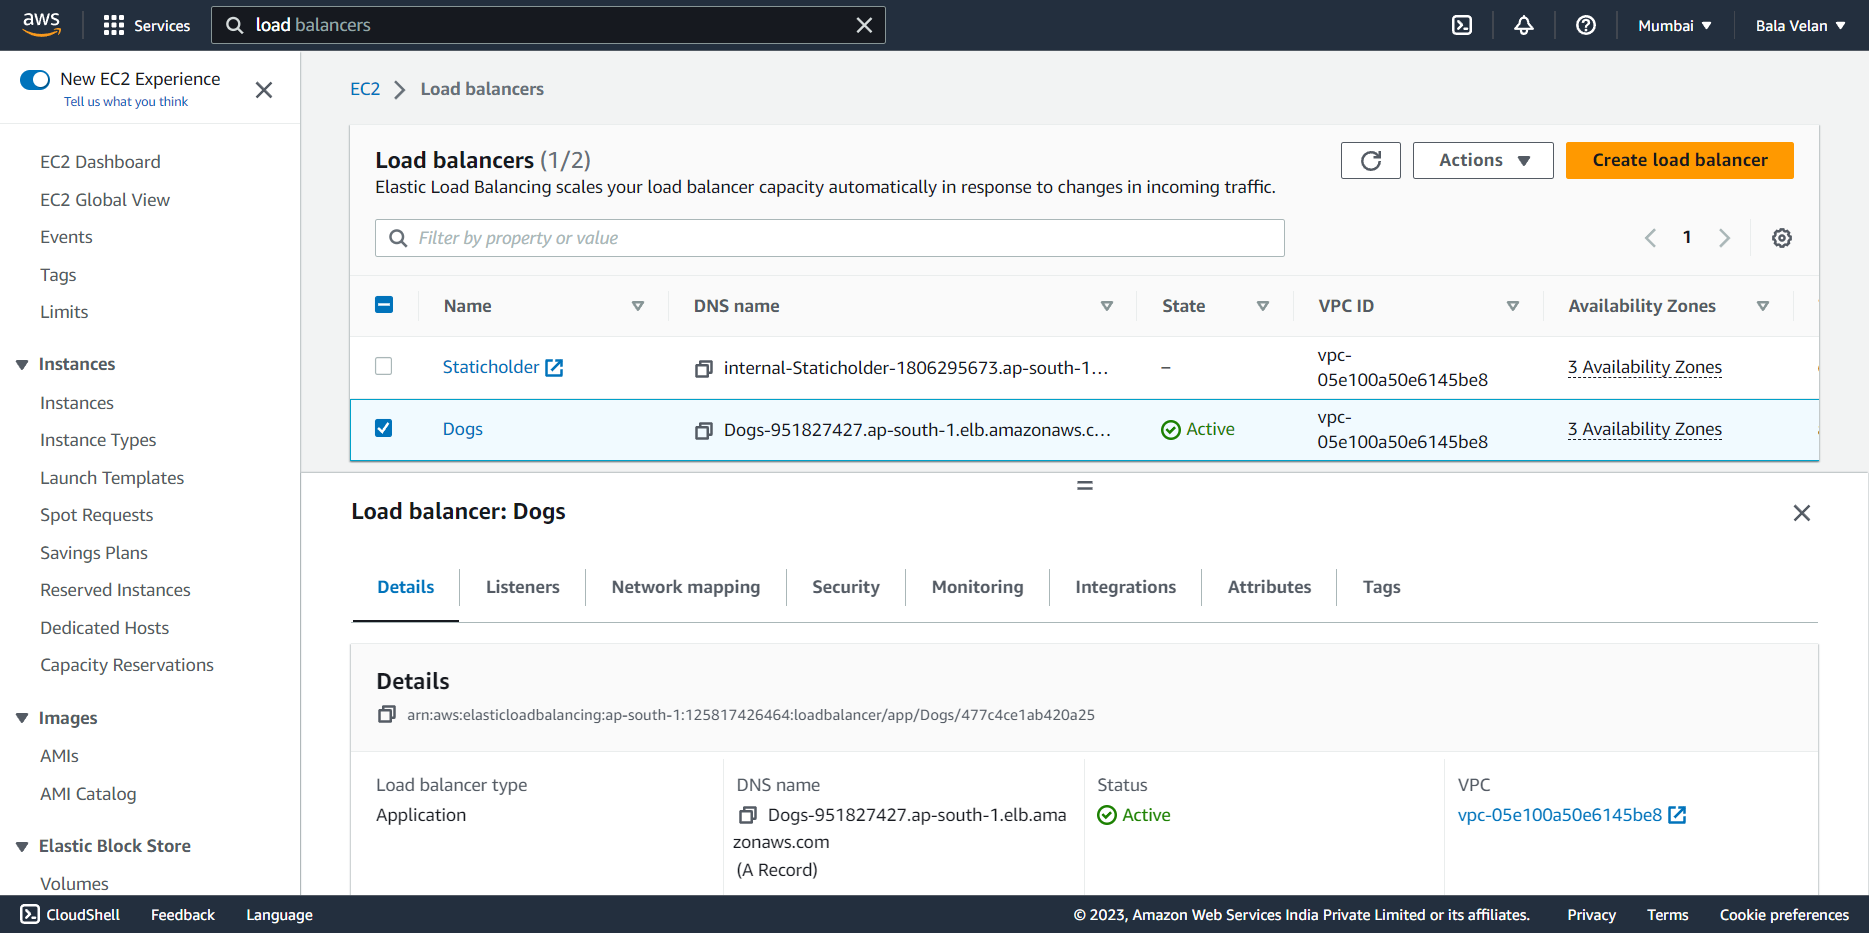 aws
Services
load balancers
Mumbai
Bala Velan
New EC2 Experience
Tell us what you think
EC2 Dashboard
EC2 Global View
Events
Tags
Limits
Instances
Instances
Instance Types
Launch Templates
Spot Requests
Savings Plans
Reserved Instances
Dedicated Hosts
Capacity Reservations
Images
AMIs
AMI Catalog
Elastic Block Store
Volumes
EC2
Load balancers
Load balancers (1/2)
Elastic Load Balancing scales your load balancer capacity automatically in response to changes in incoming traffic.
Actions
Create load balancer
Filter by property or value
1
Name
DNS name
State
VPC ID
Availability Zones
Staticholder
internal-Staticholder-1806295673.ap-south-1...
–
vpc-
05e100a50e6145be8
3 Availability Zones
Dogs
Dogs-951827427.ap-south-1.elb.amazonaws.c...
Active
vpc-
05e100a50e6145be8
3 Availability Zones
Load balancer: Dogs
Details
Listeners
Network mapping
Security
Monitoring
Integrations
Attributes
Tags
Details
arn:aws:elasticloadbalancing:ap-south-1:125817426464:loadbalancer/app/Dogs/477c4ce1ab420a25
Load balancer type
Application
DNS name
Dogs-951827427.ap-south-1.elb.ama
zonaws.com
(A Record)
Status
Active
VPC
vpc-05e100a50e6145be8
CloudShell
Feedback
Language
© 2023, Amazon Web Services India Private Limited or its affiliates.
Privacy
Terms
Cookie preferences